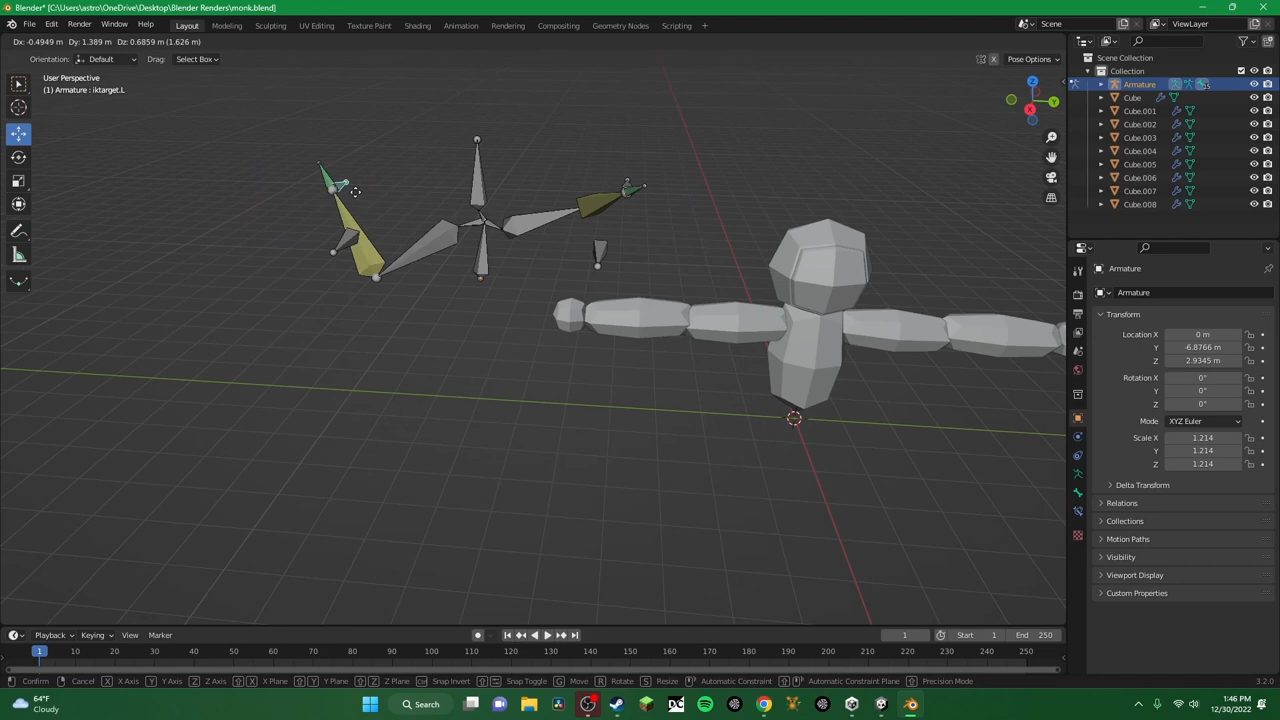 Blender* [C:\Users\astro\OneDrive\Desktop\Blender Renders\monk.blend]
File Edit Render Window Help Layout Modeling Sculpting UV Editing Texture Paint Shading Animation Rendering Compositing Geometry Nodes Scripting + Scene ViewLayer
Dx: -0.4949 m Dy: 1.389 m Dz: 0.6859 m (1.626 m)
Orientation: Default Drag: Select Box X Pose Options
Scene Collection
User Perspective
(1) Armature : iktarget.L
Collection
Armature
Cube
Cube.001
Cube.002
Cube.003
Cube.004
Cube.005
Cube.006
Cube.007
Cube.008
Z
Y
X
Armature
Armature
Transform
Location X 0 m
Y -6.8766 m
Z 2.9345 m
Rotation X 0°
Y 0°
Z 0°
Mode XYZ Euler
Scale X 1.214
Y 1.214
Z 1.214
Delta Transform
Relations
Collections
Motion Paths
Visibility
Viewport Display
Custom Properties
Playback Keying View Marker 1 Start 1 End 250
1 10 20 30 40 50 60 70 80 90 100 110 120 130 140 150 160 170 180 190 200 210 220 230 240 250
Confirm Cancel X X Axis Y Y Axis Z Z Axis X X Plane Y Y Plane Z Z Plane Ctrl Snap Invert Snap Toggle G Move R Rotate S Resize Automatic Constraint Automatic Constraint Plane Precision Mode 3.2.0
64°F
Cloudy
Search
DC
1:46 PM
12/30/2022